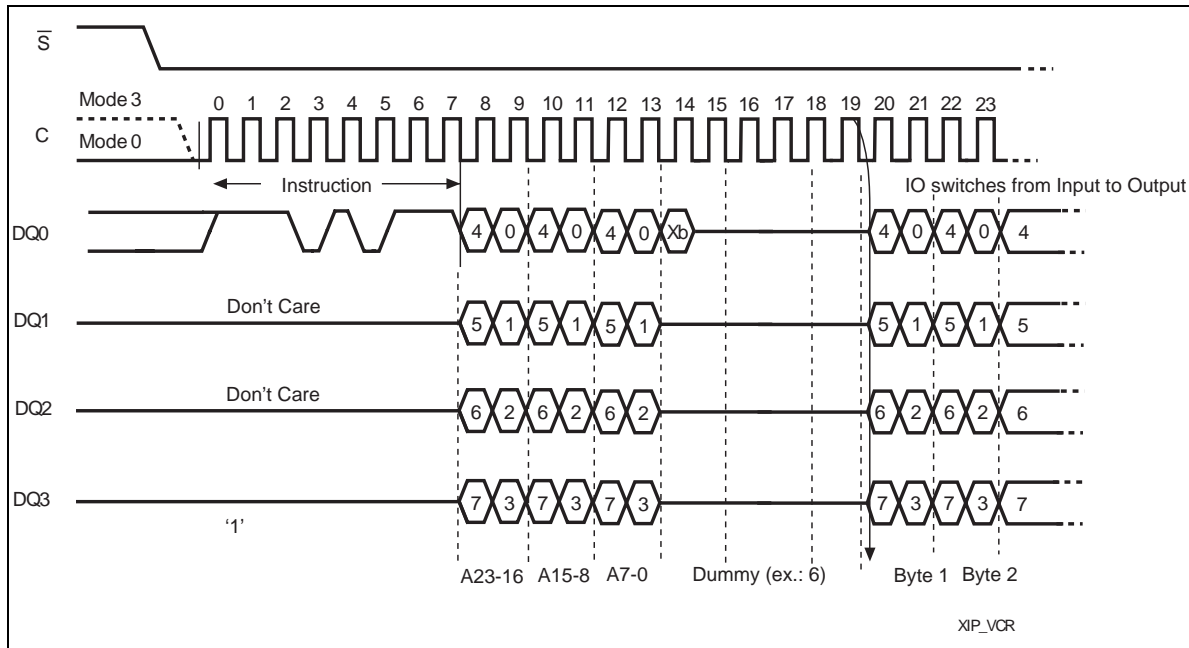 S
Mode 3
C
Mode 0
0 1 2 3 4 5 6 7 8 9 10 11 12 13 14 15 16 17 18 19 20 21 22 23
Instruction
IO switches from Input to Output
DQ0
4 0 4 0 4 0 Xb 4 0 4 0 4
Don't Care
DQ1
5 1 5 1 5 1 5 1 5 1 5
Don't Care
DQ2
6 2 6 2 6 2 6 2 6 2 6
DQ3
7 3 7 3 7 3 7 3 7 3 7
‘1’
A23-16 A15-8 A7-0 Dummy (ex.: 6) Byte 1 Byte 2
XIP_VCR